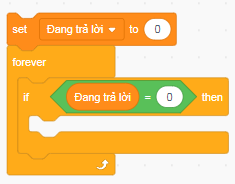 set Đang trả lời to 0
forever
if Đang trả lời = 0 then